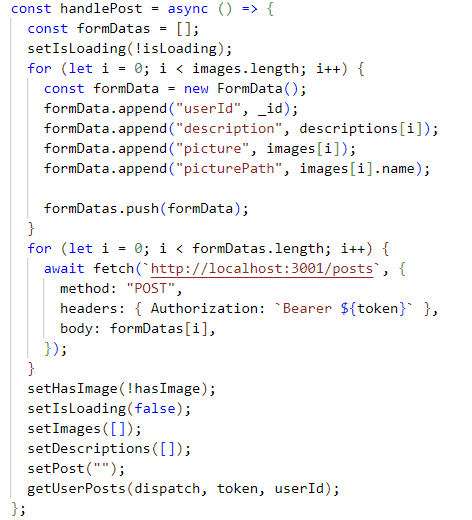 const handlePost = async () => {
  const formDatas = [];
  setIsLoading(!isLoading);
  for (let i = 0; i < images.length; i++) {
    const formData = new FormData();
    formData.append("userId", _id);
    formData.append("description", descriptions[i]);
    formData.append("picture", images[i]);
    formData.append("picturePath", images[i].name);

    formDatas.push(formData);
  }
  for (let i = 0; i < formDatas.length; i++) {
    await fetch(`http://localhost:3001/posts`, {
      method: "POST",
      headers: { Authorization: `Bearer ${token}` },
      body: formDatas[i],
    });
  }
  setHasImage(!hasImage);
  setIsLoading(false);
  setImages([]);
  setDescriptions([]);
  setPost("");
  getUserPosts(dispatch, token, userId);
};